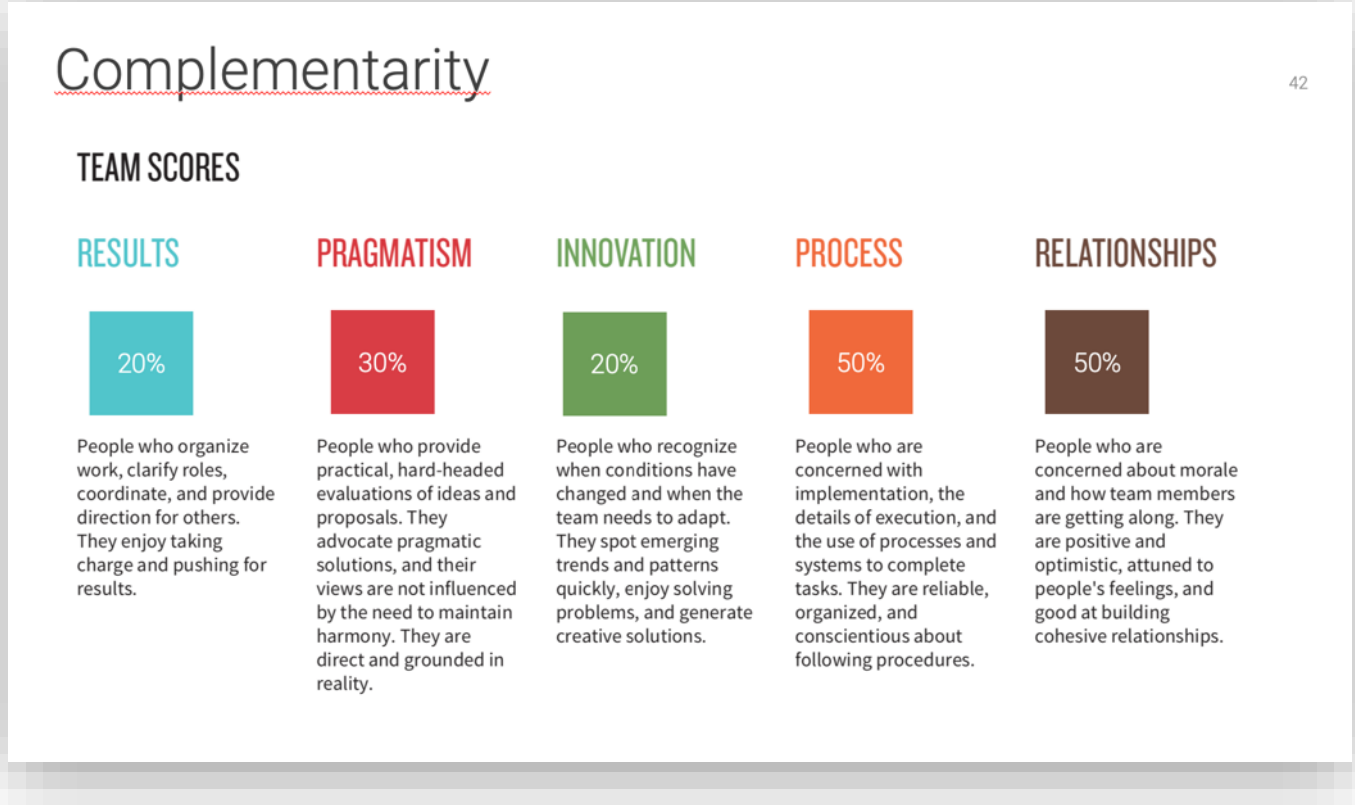 Complementarity
42
TEAM SCORES
RESULTS
20%
People who organize
work, clarify roles,
coordinate, and provide
direction for others.
They enjoy taking
charge and pushing for
results.
PRAGMATISM
30%
People who provide
practical, hard-headed
evaluations of ideas and
proposals. They
advocate pragmatic
solutions, and their
views are not influenced
by the need to maintain
harmony. They are
direct and grounded in
reality.
INNOVATION
20%
People who recognize
when conditions have
changed and when the
team needs to adapt.
They spot emerging
trends and patterns
quickly, enjoy solving
problems, and generate
creative solutions.
PROCESS
50%
People who are
concerned with
implementation, the
details of execution, and
the use of processes and
systems to complete
tasks. They are reliable,
organized, and
conscientious about
following procedures.
RELATIONSHIPS
50%
People who are
concerned about morale
and how team members
are getting along. They
are positive and
optimistic, attuned to
people's feelings, and
good at building
cohesive relationships.